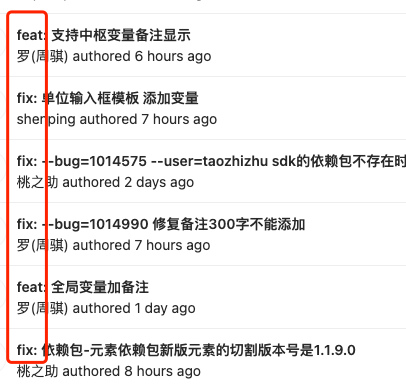 feat: 支持中枢变量备注显示
罗(周骐) authored 6 hours ago
fix: 单位输入框模板 添加变量
shenping authored 7 hours ago
fix: --bug=1014575 --user=taozhizhu sdk的依赖包不存在时
桃之助 authored 2 days ago
fix: --bug=1014990 修复备注300字不能添加
罗(周骐) authored 7 hours ago
feat: 全局变量加备注
罗(周骐) authored 1 day ago
fix: 依赖包-元素依赖包新版元素的切割版本号是1.1.9.0
桃之助 authored 8 hours ago